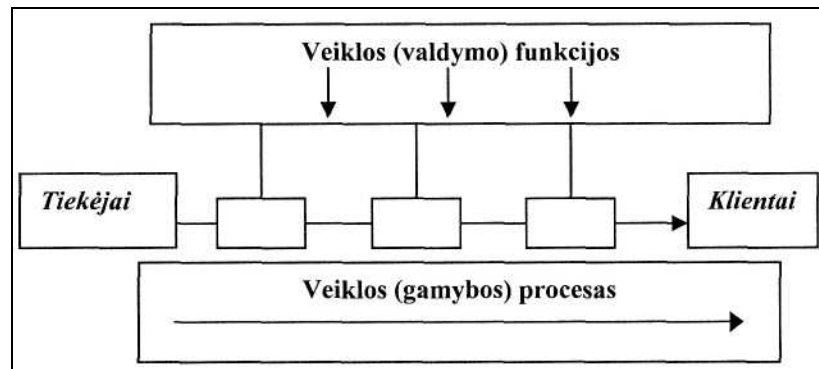 Veiklos (valdymo) funkcijos
Tiekėjai
Klientai
Veiklos (gamybos) procesas